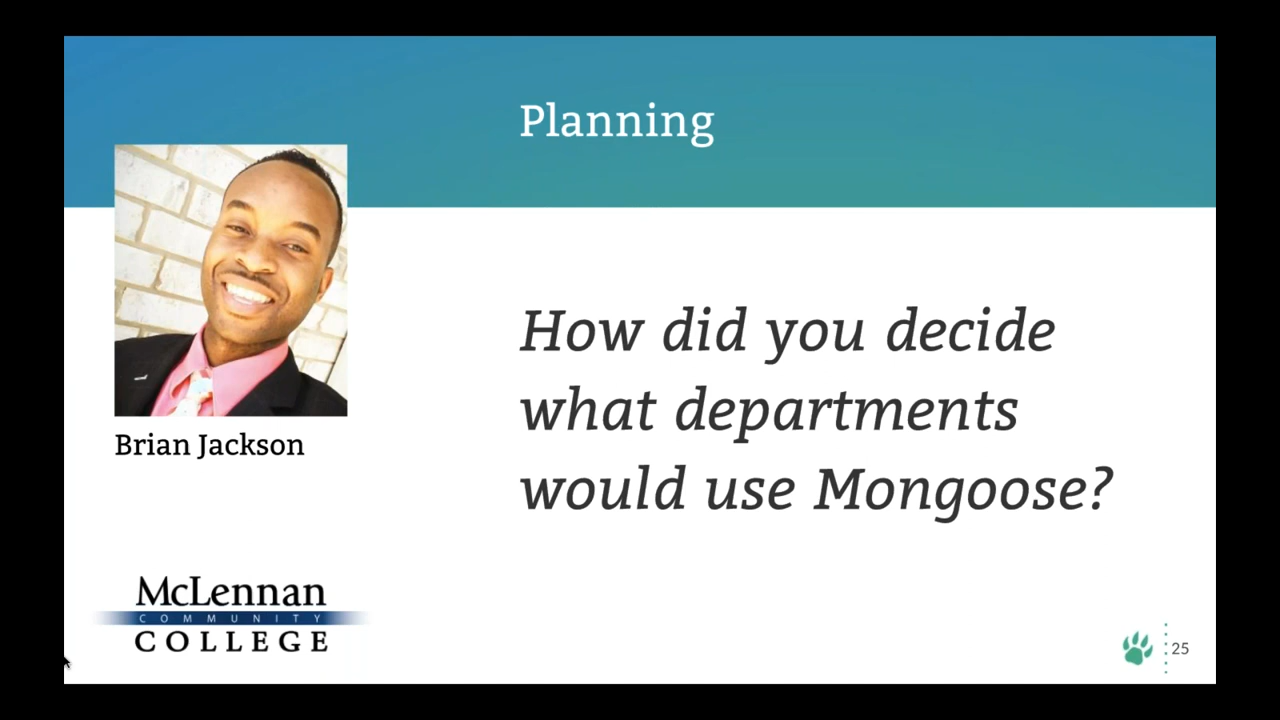 Planning
Brian Jackson
How did you decide
what departments
would use Mongoose?
McLennan
COMMUNITY
COLLEGE
25